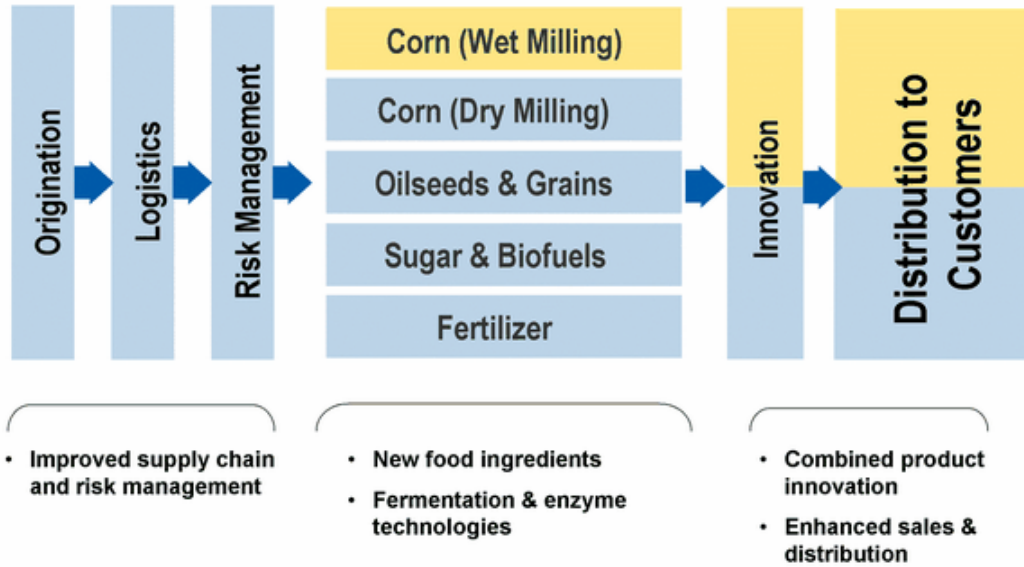 Origination
Logistics
Risk Management
Corn (Wet Milling)
Corn (Dry Milling)
Oilseeds & Grains
Sugar & Biofuels
Fertilizer
Innovation
Distribution to
Customers
• Improved supply chain
and risk management
• New food ingredients
• Fermentation & enzyme
technologies
• Combined product
innovation
• Enhanced sales &
distribution